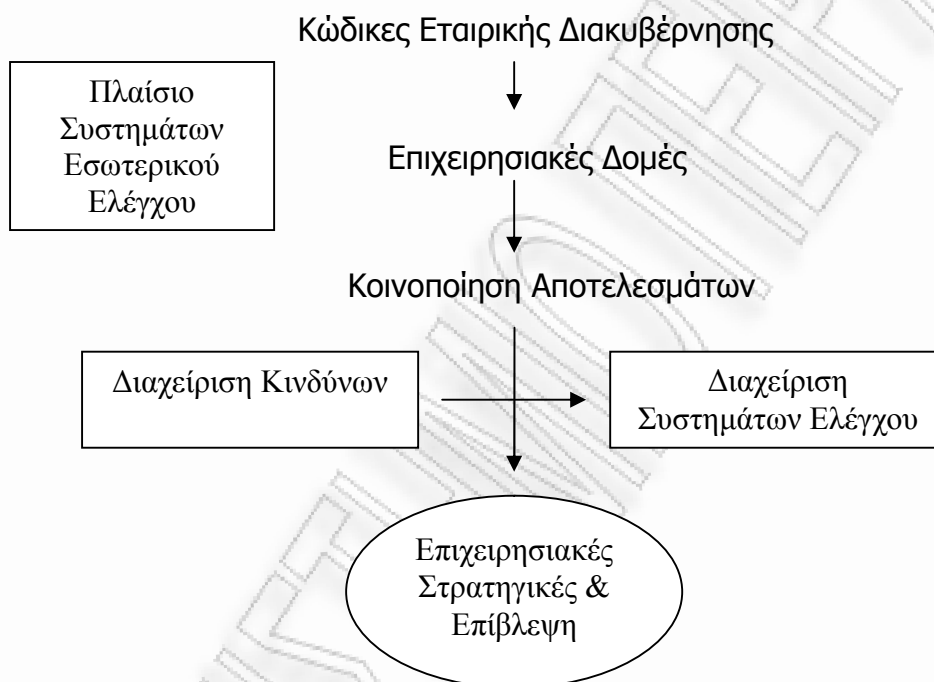 Κώδικες Εταιρικής Διακυβέρνησης
Πλαίσιο
Συστημάτων
Εσωτερικού
Ελέγχου
Επιχειρησιακές Δομές
Κοινοποίηση Αποτελεσμάτων
Διαχείριση Κινδύνων
Διαχείριση
Συστημάτων Ελέγχου
Επιχειρησιακές
Στρατηγικές &
Επίβλεψη